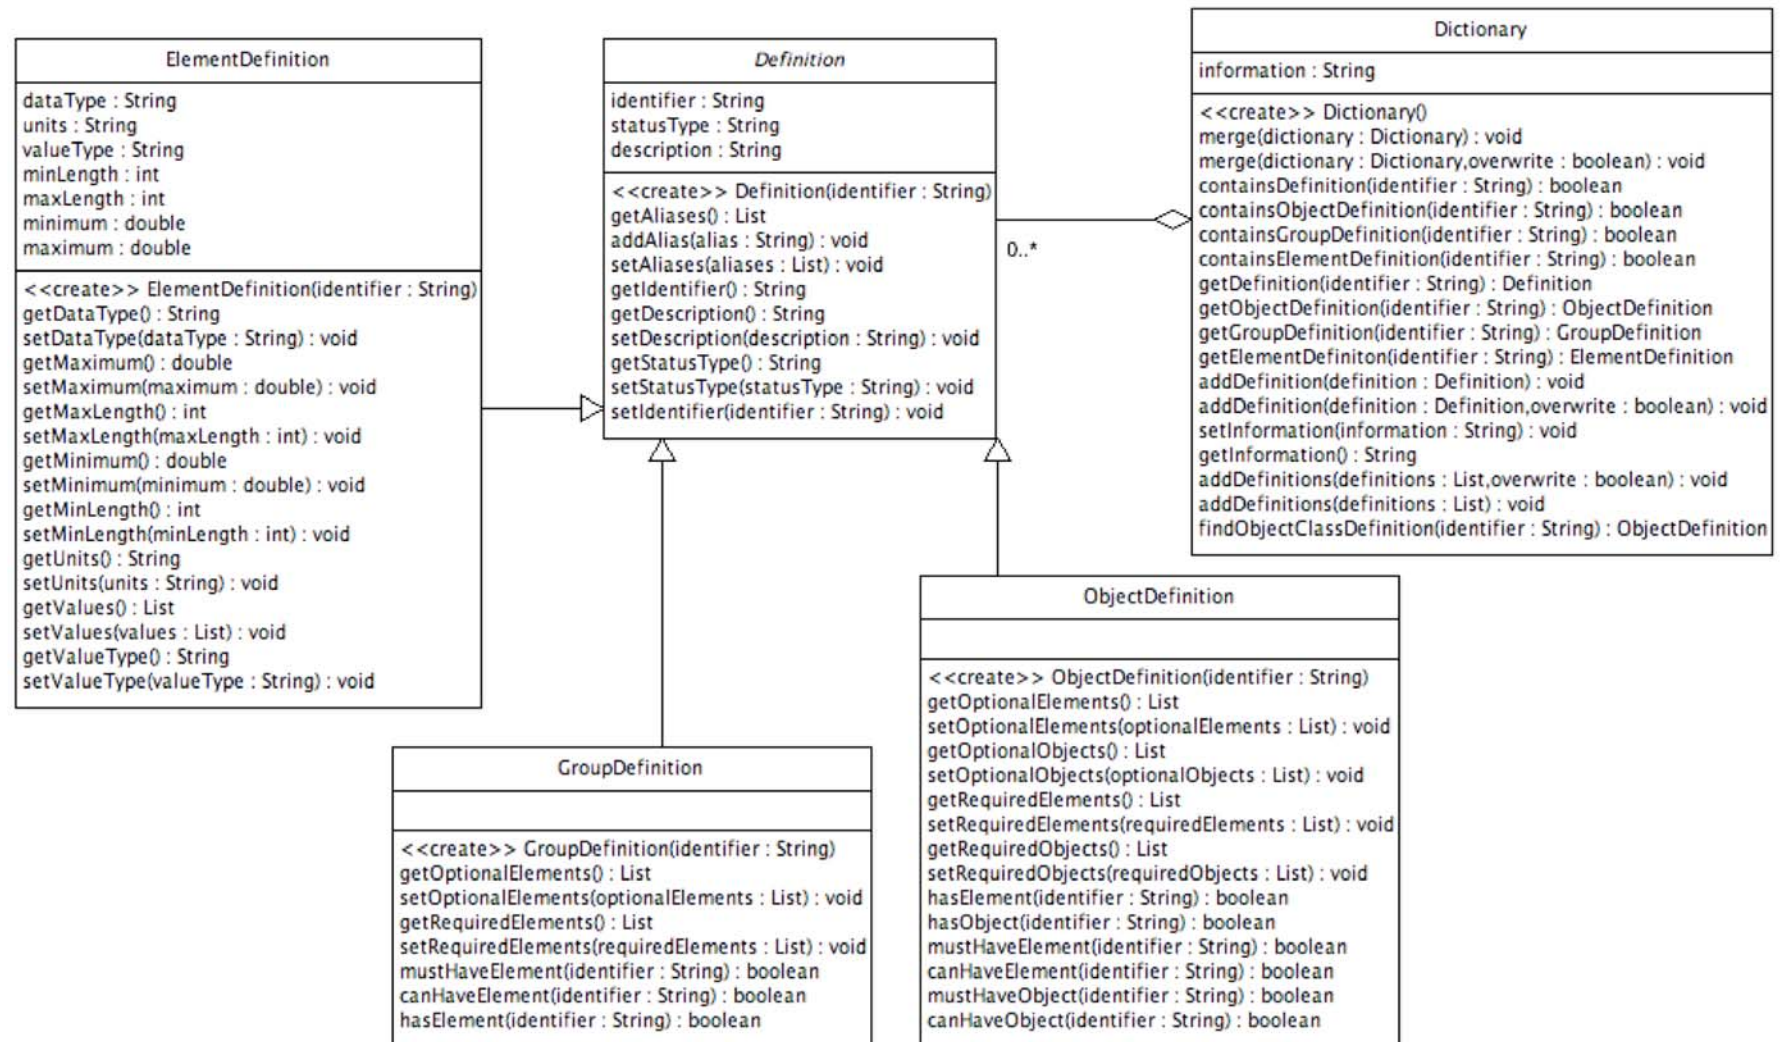 ElementDefinition
dataType : String
units : String
valueType : String
minLength : int
maxLength : int
minimum : double
maximum : double
<<create>> ElementDefinition(identifier : String)
getDataType() : String
setDataType(dataType : String) : void
getMaximum() : double
setMaximum(maximum : double) : void
getMaxLength() : int
setMaxLength(maxLength : int) : void
getMinimum() : double
setMinimum(minimum : double) : void
getMinLength() : int
setMinLength(minLength : int) : void
getUnits() : String
setUnits(units : String) : void
getValues() : List
setValues(values : List) : void
getValueType() : String
setValueType(valueType : String) : void
Definition
identifier : String
statusType : String
description : String
<<create>> Definition(identifier : String)
getAliases() : List
addAlias(alias : String) : void
setAliases(aliases : List) : void
getIdentifier() : String
getDescription() : String
setDescription(description : String) : void
getStatusType() : String
setStatusType(statusType : String) : void
setIdentifier(identifier : String) : void
0..*
Dictionary
information : String
<<create>> Dictionary()
merge(dictionary : Dictionary) : void
merge(dictionary : Dictionary,overwrite : boolean) : void
containsDefinition(identifier : String) : boolean
containsObjectDefinition(identifier : String) : boolean
containsGroupDefinition(identifier : String) : boolean
containsElementDefinition(identifier : String) : boolean
getDefinition(identifier : String) : Definition
getObjectDefinition(identifier : String) : ObjectDefinition
getGroupDefinition(identifier : String) : GroupDefinition
getElementDefiniton(identifier : String) : ElementDefinition
addDefinition(definition : Definition) : void
addDefinition(definition : Definition,overwrite : boolean) : void
setInformation(information : String) : void
getInformation() : String
addDefinitions(definitions : List,overwrite : boolean) : void
addDefinitions(definitions : List) : void
findObjectClassDefinition(identifier : String) : ObjectDefinition
GroupDefinition
<<create>> GroupDefinition(identifier : String)
getOptionalElements() : List
setOptionalElements(optionalElements : List) : void
getRequiredElements() : List
setRequiredElements(requiredElements : List) : void
mustHaveElement(identifier : String) : boolean
canHaveElement(identifier : String) : boolean
hasElement(identifier : String) : boolean
ObjectDefinition
<<create>> ObjectDefinition(identifier : String)
getOptionalElements() : List
setOptionalElements(optionalElements : List) : void
getOptionalObjects() : List
setOptionalObjects(optionalObjects : List) : void
getRequiredElements() : List
setRequiredElements(requiredElements : List) : void
getRequiredObjects() : List
setRequiredObjects(requiredObjects : List) : void
hasElement(identifier : String) : boolean
hasObject(identifier : String) : boolean
mustHaveElement(identifier : String) : boolean
canHaveElement(identifier : String) : boolean
mustHaveObject(identifier : String) : boolean
canHaveObject(identifier : String) : boolean